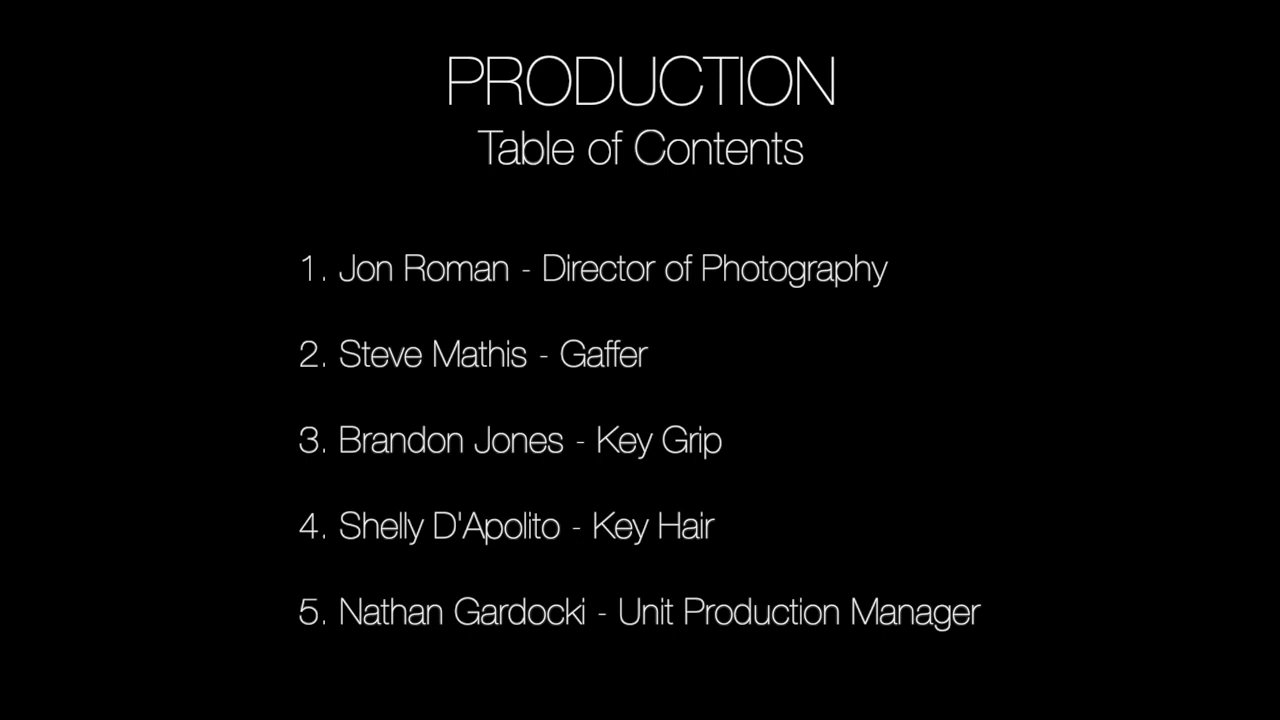 PRODUCTION
Table of Contents
1. Jon Roman - Director of Photography
2. Steve Mathis - Gaffer
3. Brandon Jones - Key Grip
4. Shelly D'Apolito - Key Hair
5. Nathan Gardocki - Unit Production Manager